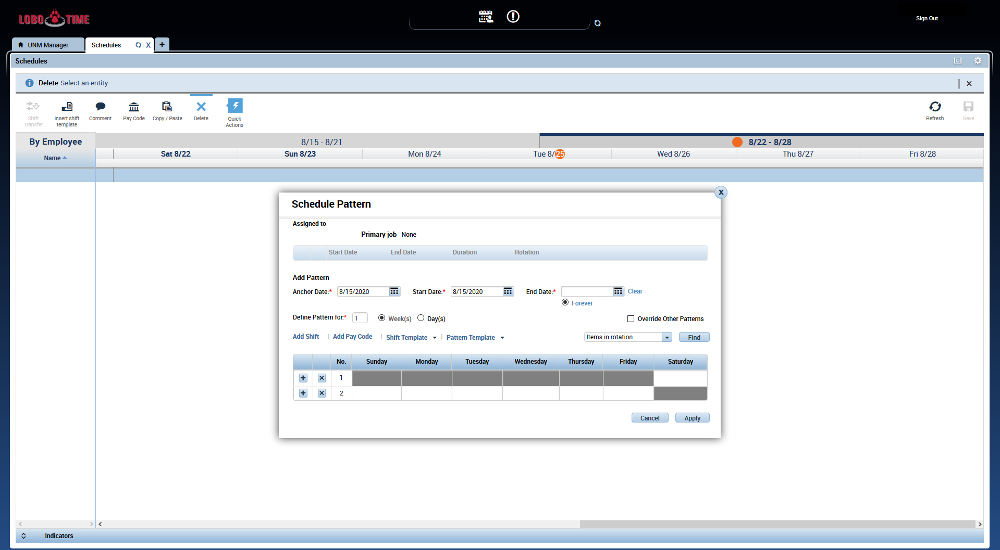 LOBO TIME
Sign Out
UNM Manager
Schedules
X
+
Schedules
Delete Select an entity
Shift Transfer
Insert shift template
Comment
Pay Code
Copy / Paste
Delete
Quick Actions
Refresh
Save
By Employee
8/15 - 8/21
8/22 - 8/28
Name
Sat 8/22
Sun 8/23
Mon 8/24
Tue 8/25
Wed 8/26
Thu 8/27
Fri 8/28
X
Schedule Pattern
Assigned to
Primary job None
Start Date
End Date
Duration
Rotation
Add Pattern
Anchor Date:* 8/15/2020
Start Date:* 8/15/2020
End Date:*
Clear
Forever
Define Pattern for:* 1 Week(s) Day(s)
Override Other Patterns
Add Shift | Add Pay Code | Shift Template | Pattern Template
Items in rotation
Find
No. Sunday Monday Tuesday Wednesday Thursday Friday Saturday
1
2
Cancel
Apply
Indicators